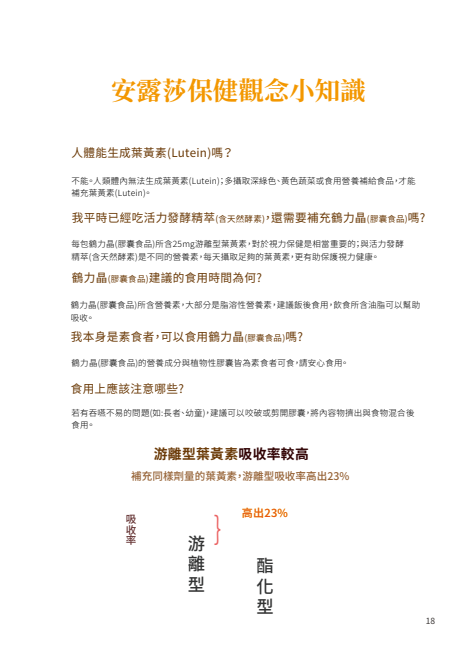 安露莎保健觀念小知識
人體能生成葉黃素(Lutein)嗎？
不能。人類體內無法生成葉黃素(Lutein)；多攝取深綠色、黃色蔬菜或食用營養補給食品，才能
補充葉黃素(Lutein)。
我平時已經吃活力發酵精萃(含天然酵素)，還需要補充鶴力晶(膠囊食品)嗎?
每包鶴力晶(膠囊食品)所含25mg游離型葉黃素，對於視力保健是相當重要的；與活力發酵
精萃(含天然酵素)是不同的營養素，每天攝取足夠的葉黃素，更有助保護視力健康。
鶴力晶(膠囊食品)建議的食用時間為何?
鶴力晶(膠囊食品)所含營養素，大部分是脂溶性營養素，建議飯後食用，飲食所含油脂可以幫助
吸收。
我本身是素食者，可以食用鶴力晶(膠囊食品)嗎?
鶴力晶(膠囊食品)的營養成分與植物性膠囊皆為素食者可食，請安心食用。
食用上應該注意哪些?
若有吞嚥不易的問題(如:長者、幼童)，建議可以咬破或剪開膠囊，將內容物擠出與食物混合後
食用。
游離型葉黃素吸收率較高
補充同樣劑量的葉黃素，游離型吸收率高出23%
高出23%
吸收率
游離型
酯化型
18